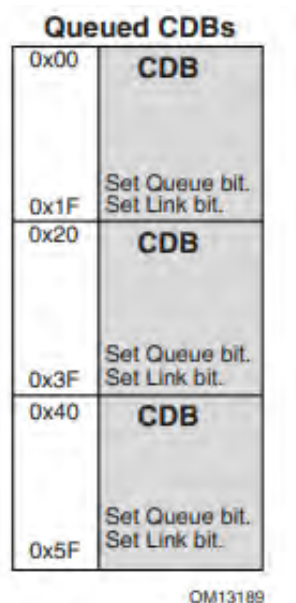 Queued CDBs
0x00 CDB
Set Queue bit.
0x1F Set Link bit.
0x20 CDB
Set Queue bit.
0x3F Set Link bit.
0x40 CDB
Set Queue bit.
0x5F Set Link bit.
OM13189